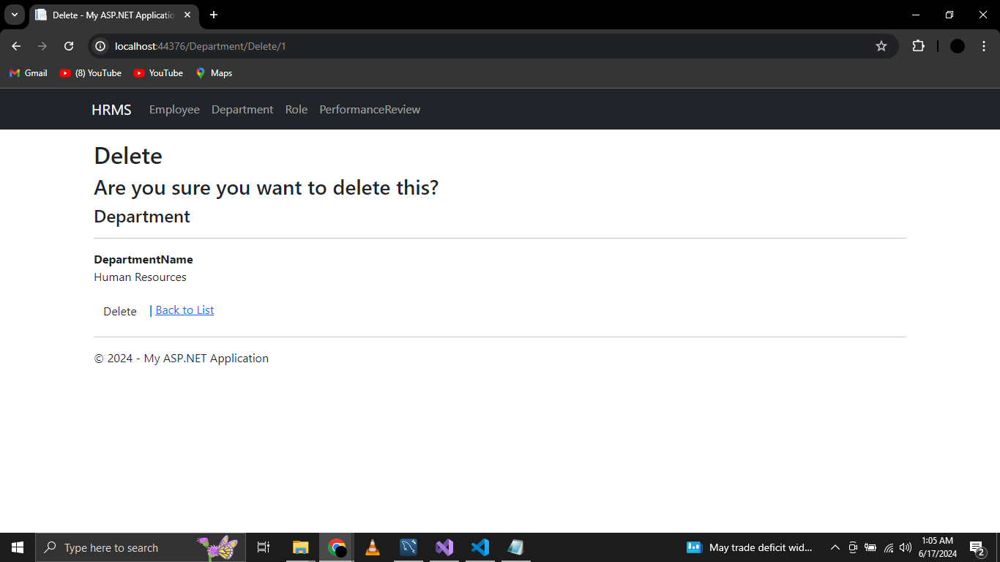 Delete - My ASP.NET Applicatio
localhost:44376/Department/Delete/1
Gmail (8) YouTube YouTube Maps
HRMS Employee Department Role PerformanceReview
Delete
Are you sure you want to delete this?
Department
DepartmentName
Human Resources
Delete | Back to List
© 2024 - My ASP.NET Application
Type here to search May trade deficit wid... 1:05 AM
6/17/2024 2